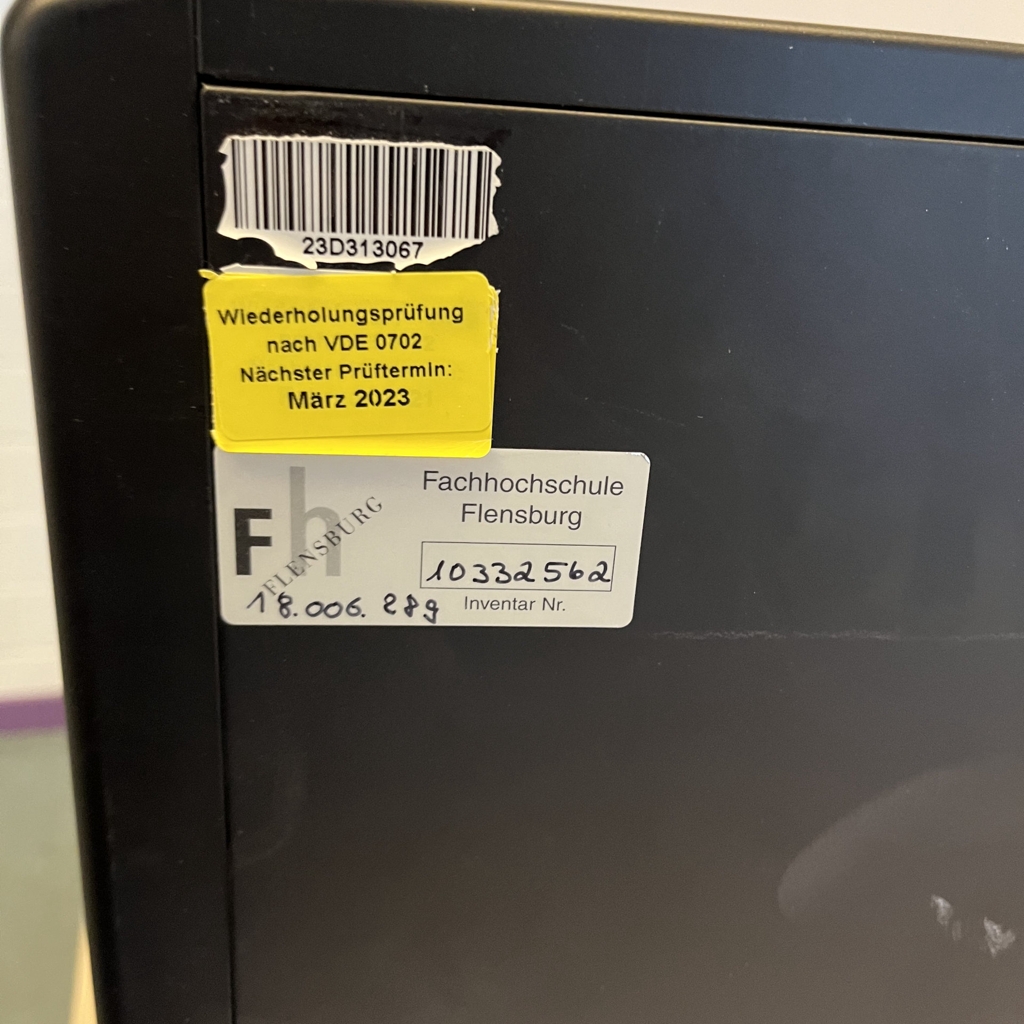 23D313067
Wiederholungsprüfung
nach VDE 0702
Nächster Prüftermin:
März 2023
Fh
FLENSBURG
Fachhochschule
Flensburg
10332562
Inventar Nr.
18.006.289